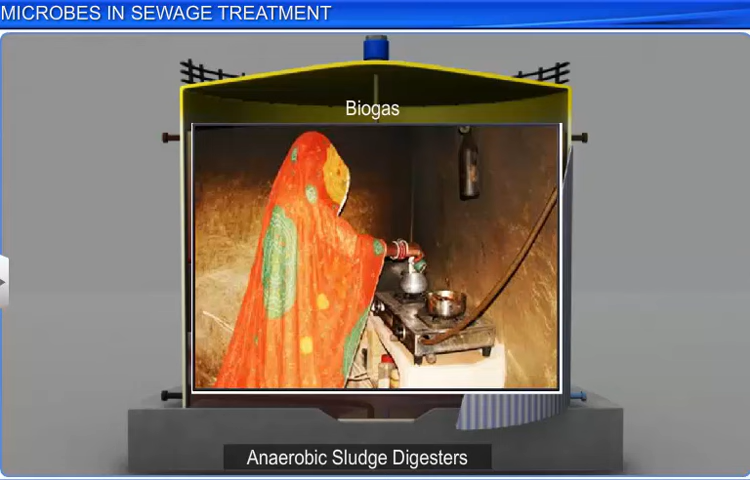 MICROBES IN SEWAGE TREATMENT
Biogas
Anaerobic Sludge Digesters